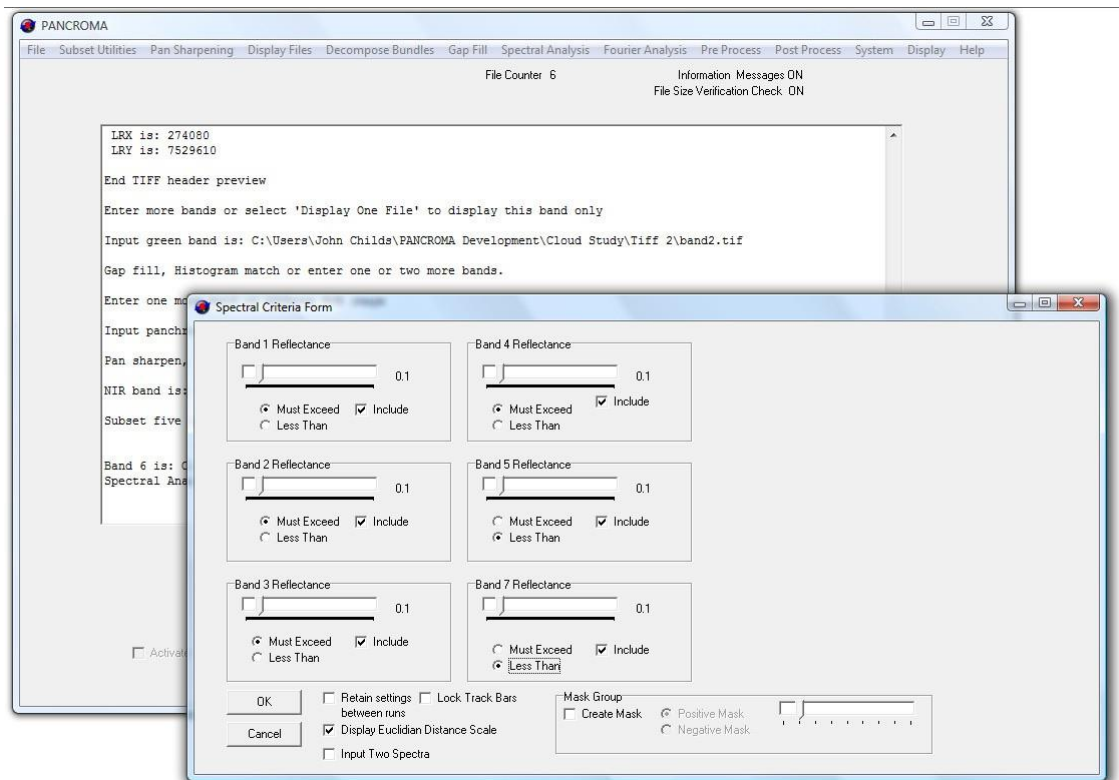 PANCROMA
File Subset Utilities Pan Sharpening Display Files Decompose Bundles Gap Fill Spectral Analysis Fourier Analysis Pre Process Post Process System Display Help
File Counter 6 Information Messages ON
File Size Verification Check ON
LRX is: 274080
LRY is: 7529610
End TIFF header preview
Enter more bands or select 'Display One File' to display this band only
Input green band is: C:\Users\John Childs\PANCROMA Development\Cloud Study\Tiff 2\band2.tif
Gap fill, Histogram match or enter one or two more bands.
Enter one mo
Input panchr
Pan sharpen,
NIR band is:
Subset five
Band 6 is: C
Spectral Ana
Activate
Spectral Criteria Form
Band 1 Reflectance
0.1
Must Exceed Include
Less Than
Band 4 Reflectance
0.1
Must Exceed Include
Less Than
Band 2 Reflectance
0.1
Must Exceed Include
Less Than
Band 5 Reflectance
0.1
Must Exceed Include
Less Than
Band 3 Reflectance
0.1
Must Exceed Include
Less Than
Band 7 Reflectance
0.1
Must Exceed Include
Less Than
OK
Cancel
Retain settings between runs
Lock Track Bars
Display Euclidian Distance Scale
Input Two Spectra
Mask Group
Create Mask
Positive Mask
Negative Mask